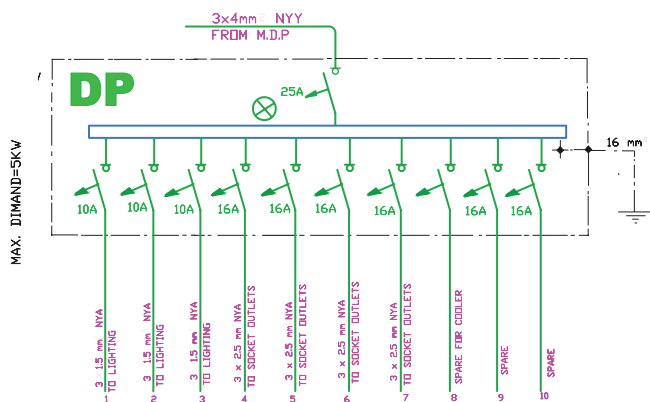 3x4mm² NYY
FROM M.D.P
DP
25A
16 mm²
MAX. DIMAND=5KW
10A
10A
10A
16A
16A
16A
16A
16A
16A
3 1.5 mm NYA
TO LIGHTING
3 1.5 mm NYA
TO LIGHTING
3 1.5 mm NYA
TO LIGHTING
3 x 2.5 mm NYA
TO SOCKET OUTLETS
3 x 2.5 mm NYA
TO SOCKET OUTLETS
3 x 2.5 mm NYA
TO SOCKET OUTLETS
3 x 2.5 mm NYA
TO SOCKET OUTLETS
SPARE FOR COOLER
SPARE
SPARE
1
2
3
4
5
6
7
8
9
10